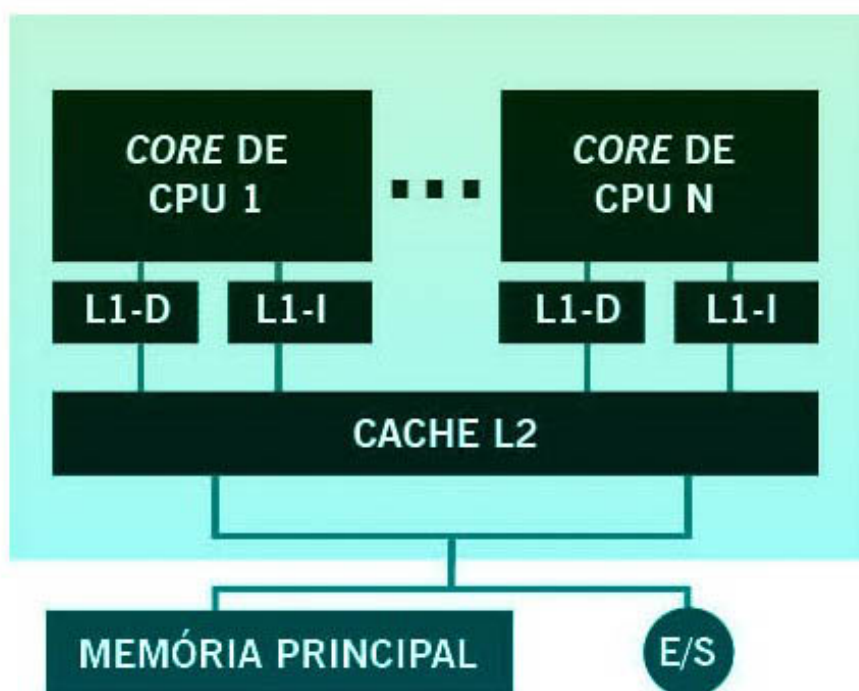 CORE DE
CPU 1
CORE DE
CPU N
L1-D
L1-I
L1-D
L1-I
CACHE L2
MEMÓRIA PRINCIPAL
E/S